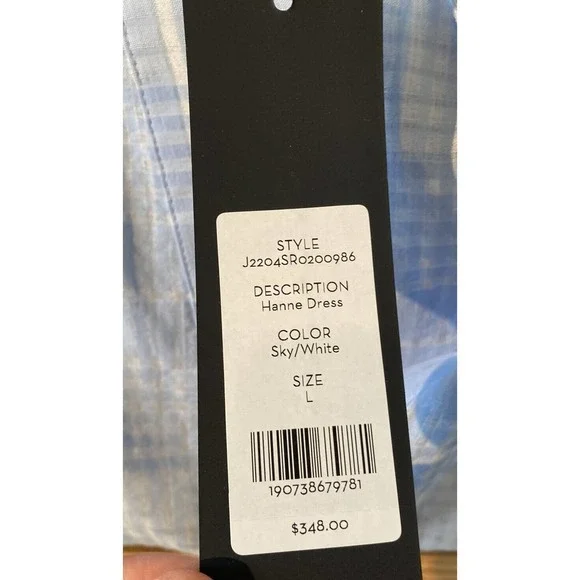 STYLE
J2204SR0200986
DESCRIPTION
Hanne Dress
COLOR
Sky/White
SIZE
L
190738679781
$348.00